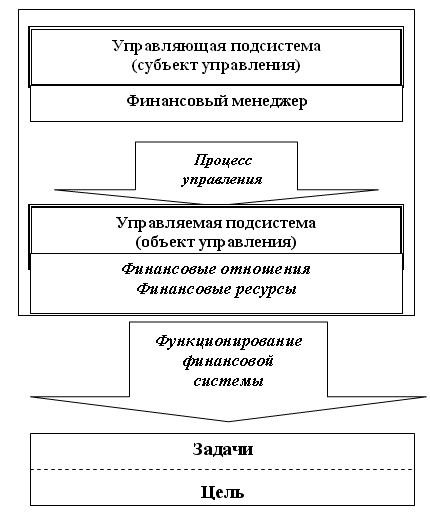 Управляющая подсистема
(субъект управления)
Финансовый менеджер
Процесс
управления
Управляемая подсистема
(объект управления)
Финансовые отношения
Финансовые ресурсы
Функционирование
финансовой
системы
Задачи
Цель